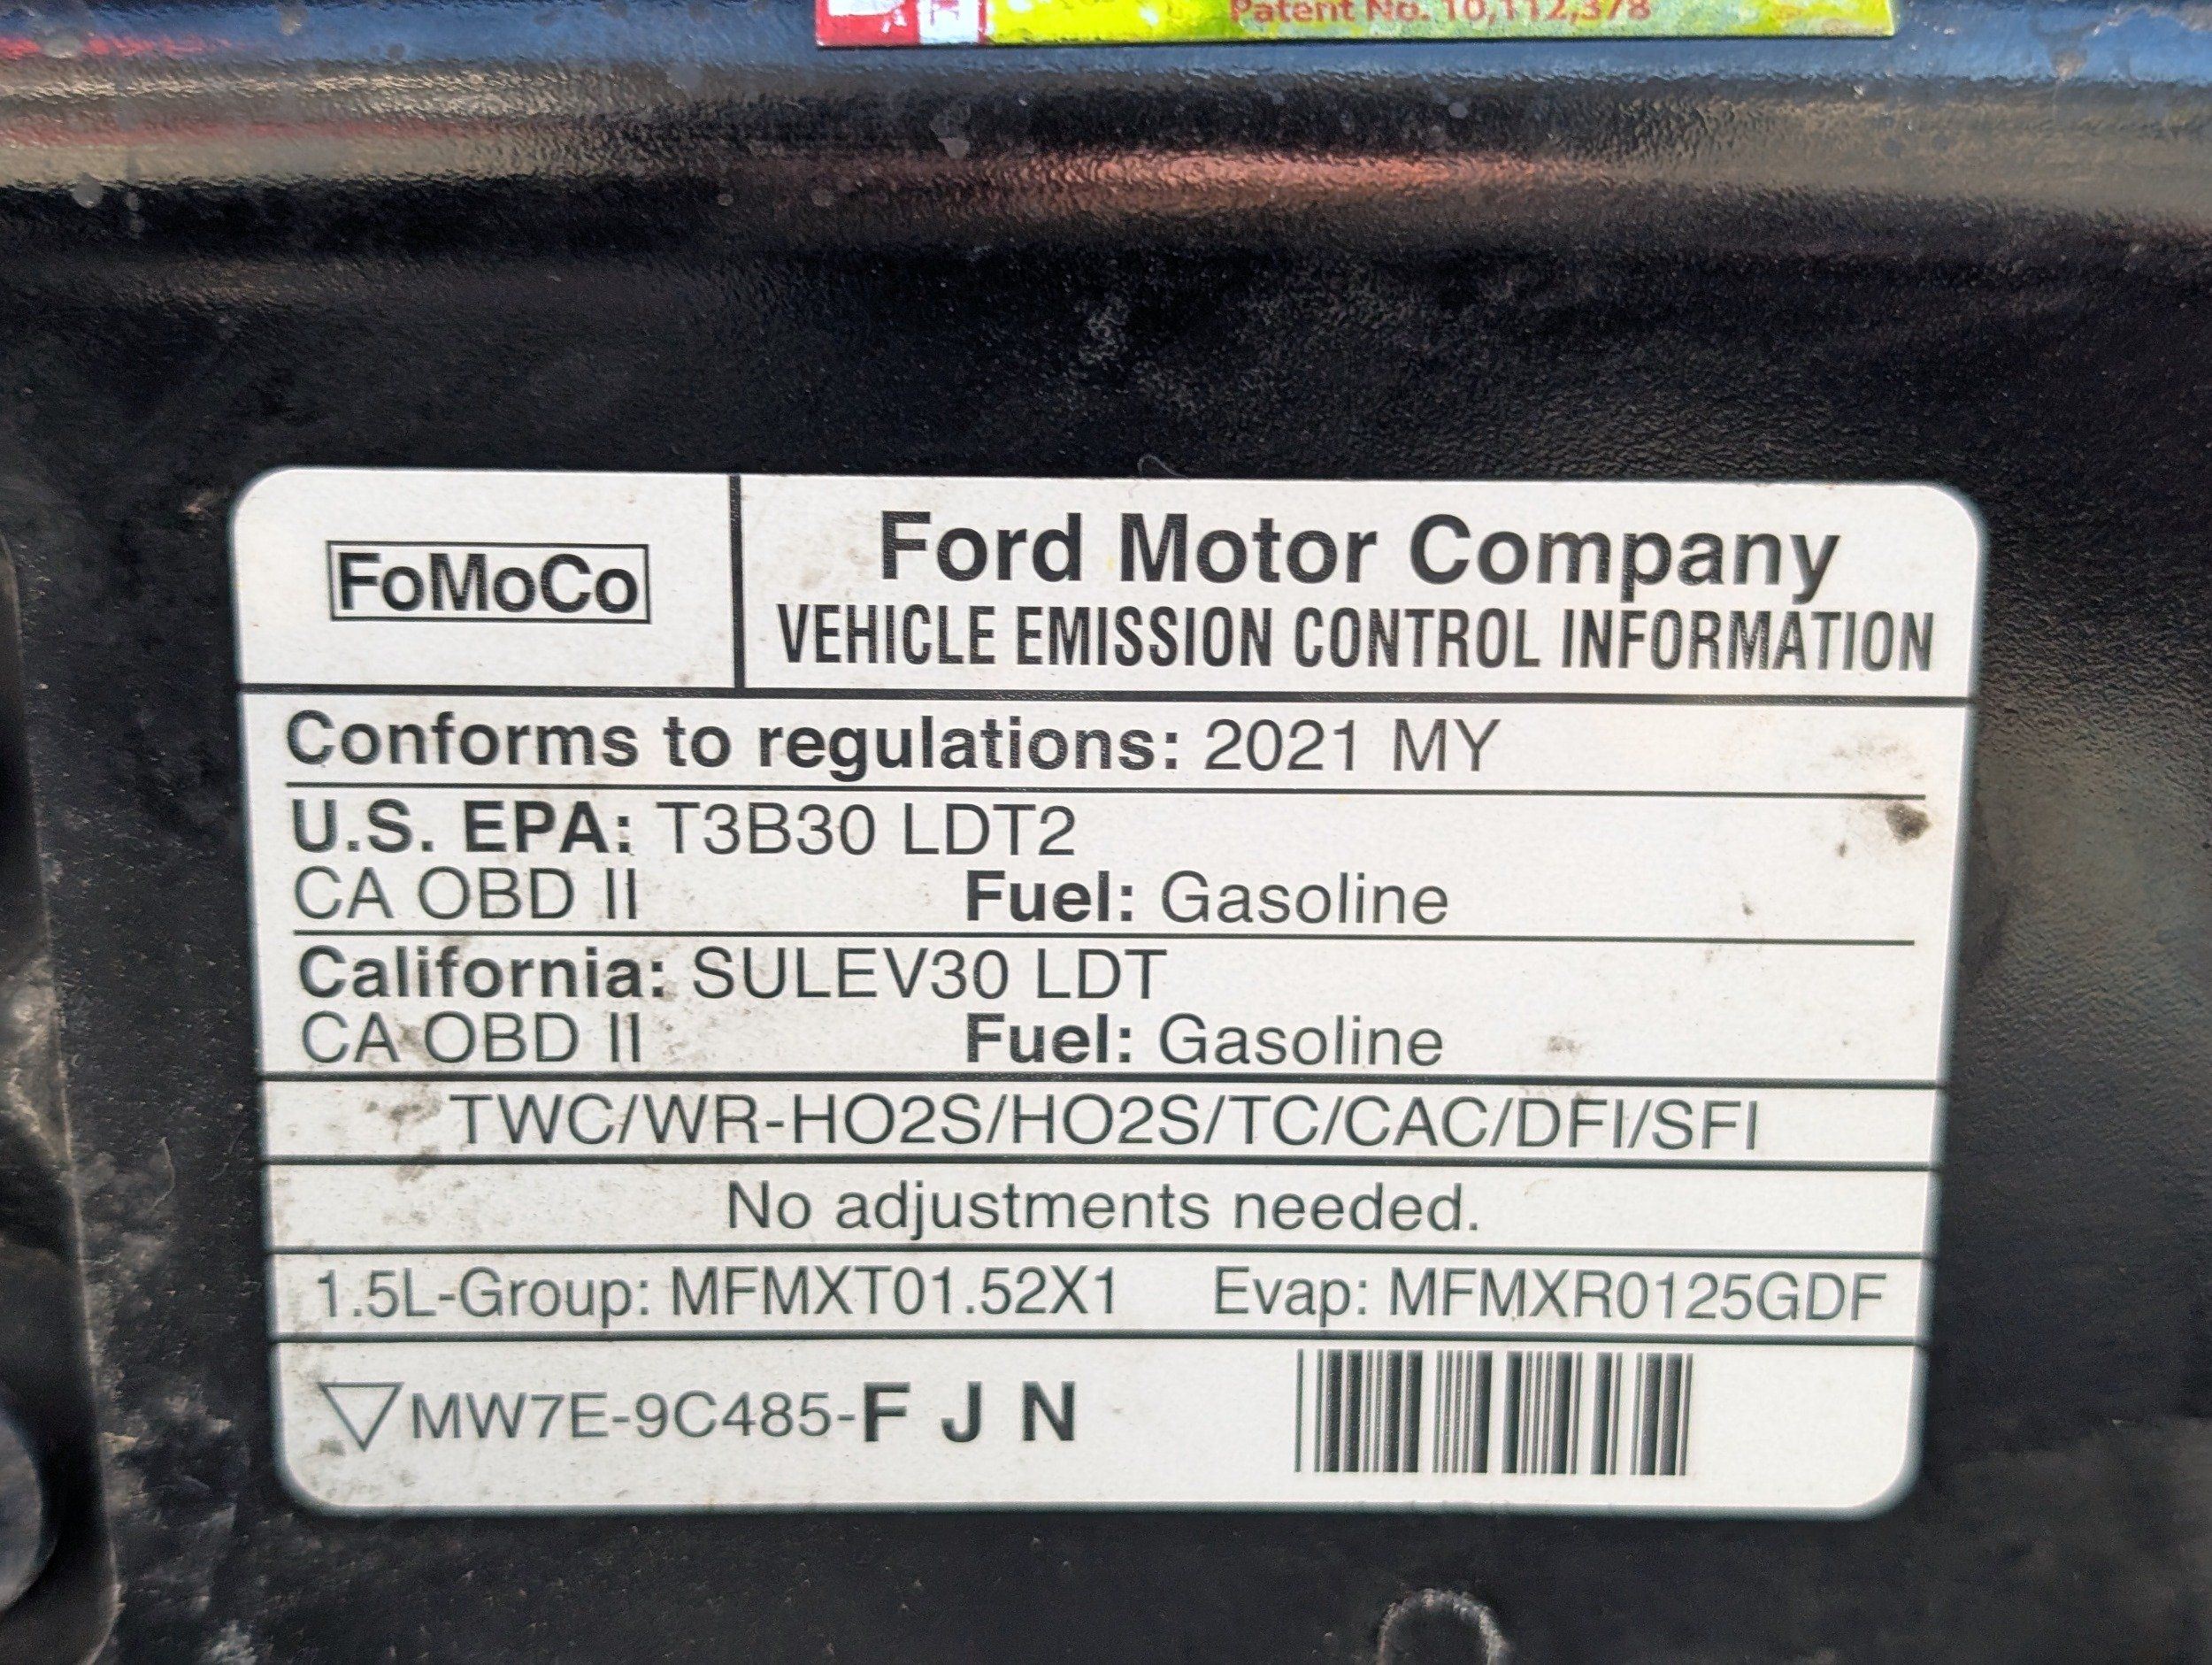 Patent No. 10,112,378
FoMoCo
Ford Motor Company
VEHICLE EMISSION CONTROL INFORMATION
Conforms to regulations: 2021 MY
U.S. EPA: T3B30 LDT2
CA OBD II Fuel: Gasoline
California: SULEV30 LDT
CA OBD II Fuel: Gasoline
TWC/WR-HO2S/HO2S/TC/CAC/DFI/SFI
No adjustments needed.
1.5L-Group: MFMXT01.52X1 Evap: MFMXR0125GDF
MW7E-9C485-F J N